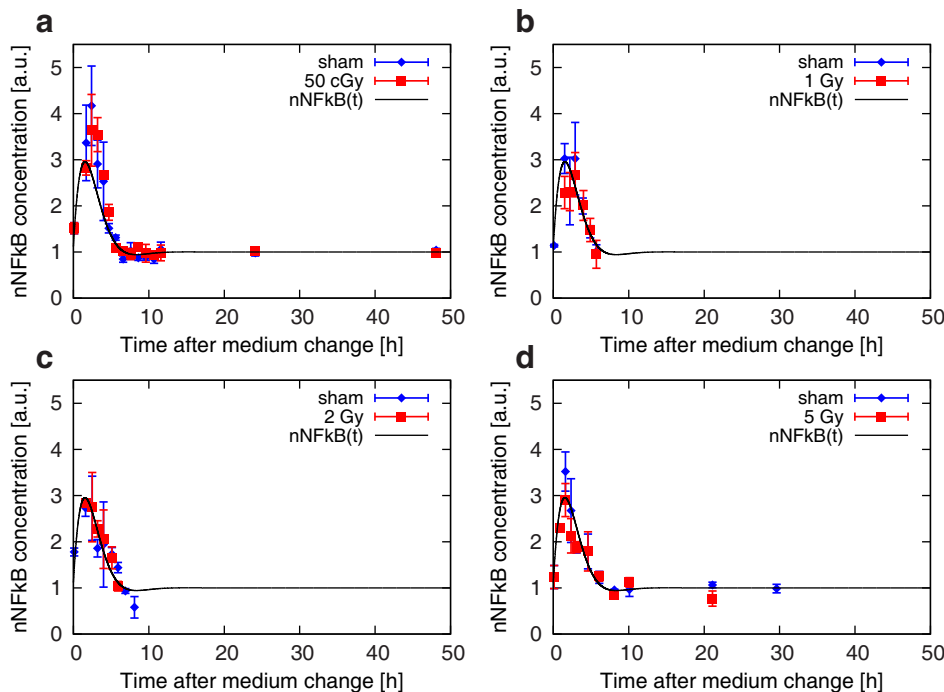 a
nNFkB concentration [a.u.]
5
4
3
2
1
0
sham
50 cGy
nNFkB(t)
0 10 20 30 40 50
Time after medium change [h]
b
nNFkB concentration [a.u.]
5
4
3
2
1
0
sham
1 Gy
nNFkB(t)
0 10 20 30 40 50
Time after medium change [h]
c
nNFkB concentration [a.u.]
5
4
3
2
1
0
sham
2 Gy
nNFkB(t)
0 10 20 30 40 50
Time after medium change [h]
d
nNFkB concentration [a.u.]
5
4
3
2
1
0
sham
5 Gy
nNFkB(t)
0 10 20 30 40 50
Time after medium change [h]